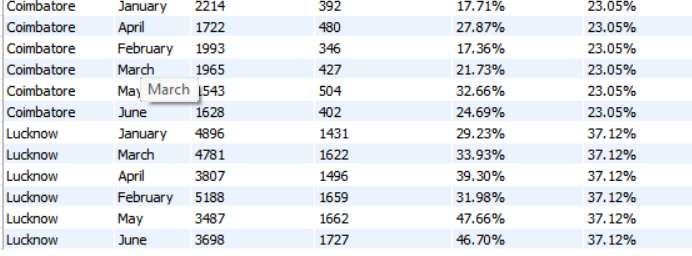 Coimbatore January 2214 392 17.71% 23.05%
Coimbatore April 1722 480 27.87% 23.05%
Coimbatore February 1993 346 17.36% 23.05%
Coimbatore March 1965 427 21.73% 23.05%
Coimbatore May March 1543 504 32.66% 23.05%
Coimbatore June 1628 402 24.69% 23.05%
Lucknow January 4896 1431 29.23% 37.12%
Lucknow March 4781 1622 33.93% 37.12%
Lucknow April 3807 1496 39.30% 37.12%
Lucknow February 5188 1659 31.98% 37.12%
Lucknow May 3487 1662 47.66% 37.12%
Lucknow June 3698 1727 46.70% 37.12%